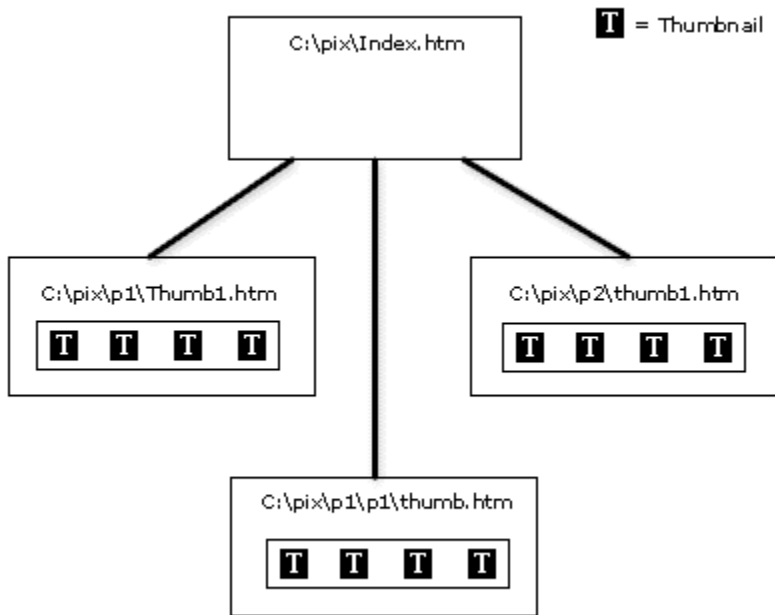 C:\pix\Index.htm
T = Thumbnail
C:\pix\p1\Thumb1.htm
T T T T
C:\pix\p2\thumb1.htm
T T T T
C:\pix\p1\p1\thumb.htm
T T T T